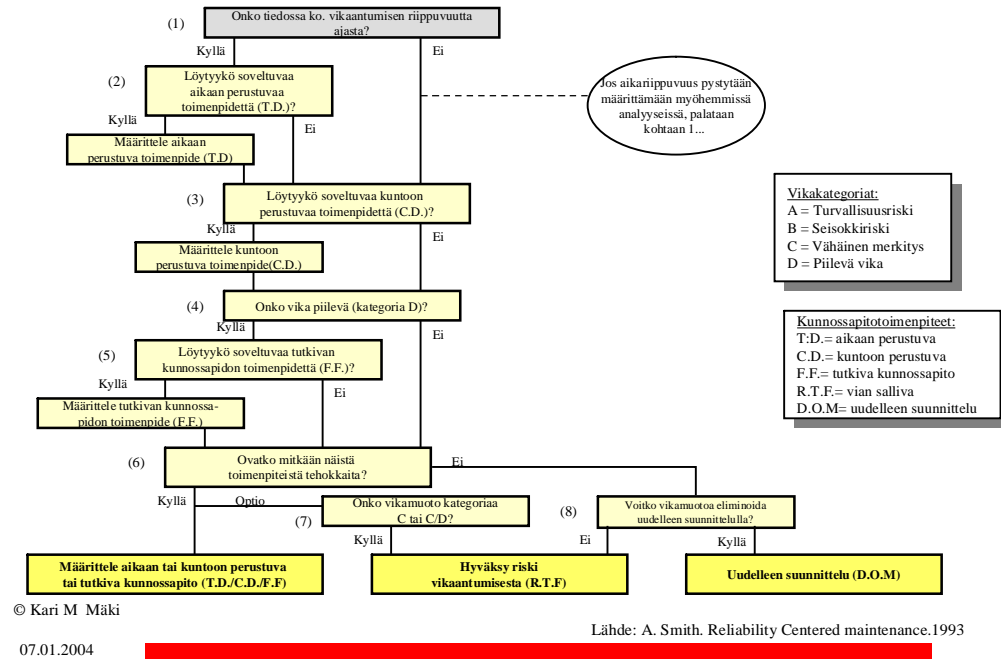 Onko tiedossa ko. vikaantumisen riippuvuutta
ajasta?
(1)
Kyllä
Ei
(2)
Löytyykö soveltuvaa
aikaan perustuvaa
toimenpidettä (T.D.)?
Jos aikariippuvuus pystytään
määrittämään myöhemmissä
analyyseissä, palataan
kohtaan 1...
Kyllä
Ei
Määrittele aikaan
perustuva toimenpide (T.D)
(3)
Löytyykö soveltuvaa kuntoon
perustuvaa toimenpidettä (C.D.)?
Kyllä
Ei
Määrittele kuntoon
perustuva toimenpide(C.D.)
Vikakategoriat:
A = Turvallisuusriski
B = Seisokkiriski
C = Vähäinen merkitys
D = Piilevä vika
(4)
Onko vika piilevä (kategoria D)?
Kyllä
Ei
(5)
Löytyykö soveltuvaa tutkivan
kunnossapidon toimenpidettä (F.F.)?
Kyllä
Ei
Määrittele tutkivan kunnossa-
pidon toimenpide (F.F.)
Kunnossapitotoimenpiteet:
T:D.= aikaan perustuva
C.D.= kuntoon perustuva
F.F.= tutkiva kunnossapito
R.T.F.= vian salliva
D.O.M= uudelleen suunnittelu
(6)
Ovatko mitkään näistä
toimenpiteistä tehokkaita?
Ei
Kyllä
Optio
(7)
Onko vikamuoto kategoriaa
C tai C/D?
(8)
Voitko vikamuotoa eliminoida
uudelleen suunnittelulla?
Kyllä
Ei
Kyllä
Määrittele aikaan tai kuntoon perustuva
tai tutkiva kunnossapito (T.D./C.D./F.F)
Hyväksy riski
vikaantumisesta (R.T.F)
Uudelleen suunnittelu (D.O.M)
© Kari M Mäki
Lähde: A. Smith. Reliability Centered maintenance.1993
07.01.2004